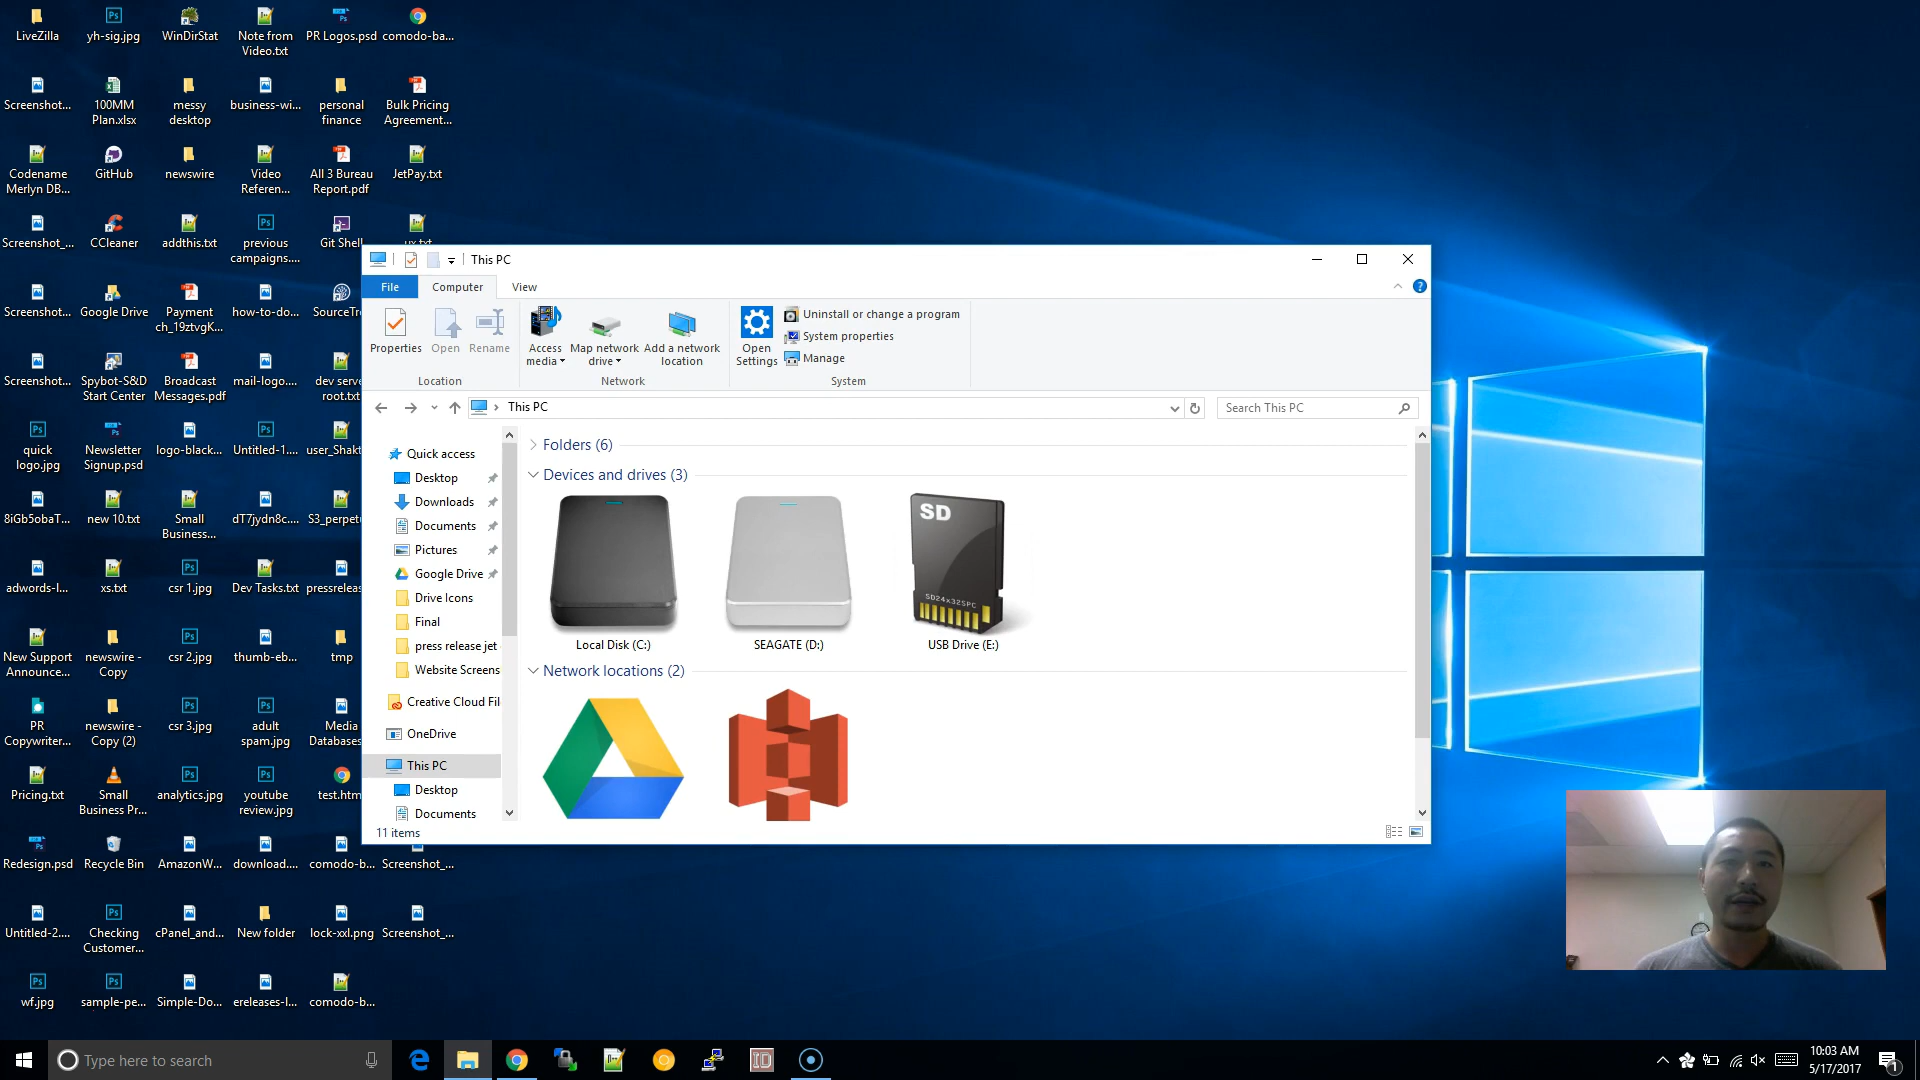 LiveZilla
yh-sig.jpg
WinDirStat
Note from
Video.txt
PR Logos.psd
comodo-ba...
Screenshot...
100MM
Plan.xlsx
messy
desktop
business-wi...
personal
finance
Bulk Pricing
Agreement...
Codename
Merlyn DB...
GitHub
newswire
Video
Referen...
All 3 Bureau
Report.pdf
JetPay.txt
Screenshot_...
CCleaner
addthis.txt
previous
campaigns....
Git Shell
ux.txt
Screenshot...
Google Drive
Payment
ch_19ztvgK...
how-to-do...
SourceTre
Screenshot...
Spybot-S&D
Start Center
Broadcast
Messages.pdf
mail-logo....
dev serve
root.txt
quick
logo.jpg
Newsletter
Signup.psd
logo-black...
Untitled-1....
user_Shakt
8iGb5obaT...
new 10.txt
Small
Business...
dT7jydn8c....
S3_perpetu
adwords-l...
xs.txt
csr 1.jpg
Dev Tasks.txt
pressreleas
New Support
Announce...
newswire -
Copy
csr 2.jpg
thumb-eb...
tmp
PR
Copywriter...
newswire -
Copy (2)
csr 3.jpg
adult
spam.jpg
Media
Databases
Pricing.txt
Small
Business Pr...
analytics.jpg
youtube
review.jpg
test.htm
Redesign.psd
Recycle Bin
AmazonW...
download....
comodo-b...
Screenshot_...
Untitled-2....
Checking
Customer...
cPanel_and...
New folder
lock-xxl.png
Screenshot_...
wf.jpg
sample-pe...
Simple-Do...
ereleases-l...
comodo-b...
This PC
File
Computer
View
Properties
Open
Rename
Location
Access
media
Map network
drive
Add a network
location
Network
Open
Settings
Uninstall or change a program
System properties
Manage
System
This PC
Search This PC
Quick access
Desktop
Downloads
Documents
Pictures
Google Drive
Drive Icons
Final
press release jet
Website Screens
Creative Cloud Fil
OneDrive
This PC
Desktop
Documents
Folders (6)
Devices and drives (3)
SD
SD24x32SPC
Local Disk (C:)
SEAGATE (D:)
USB Drive (E:)
Network locations (2)
11 items
Type here to search
10:03 AM
5/17/2017
1